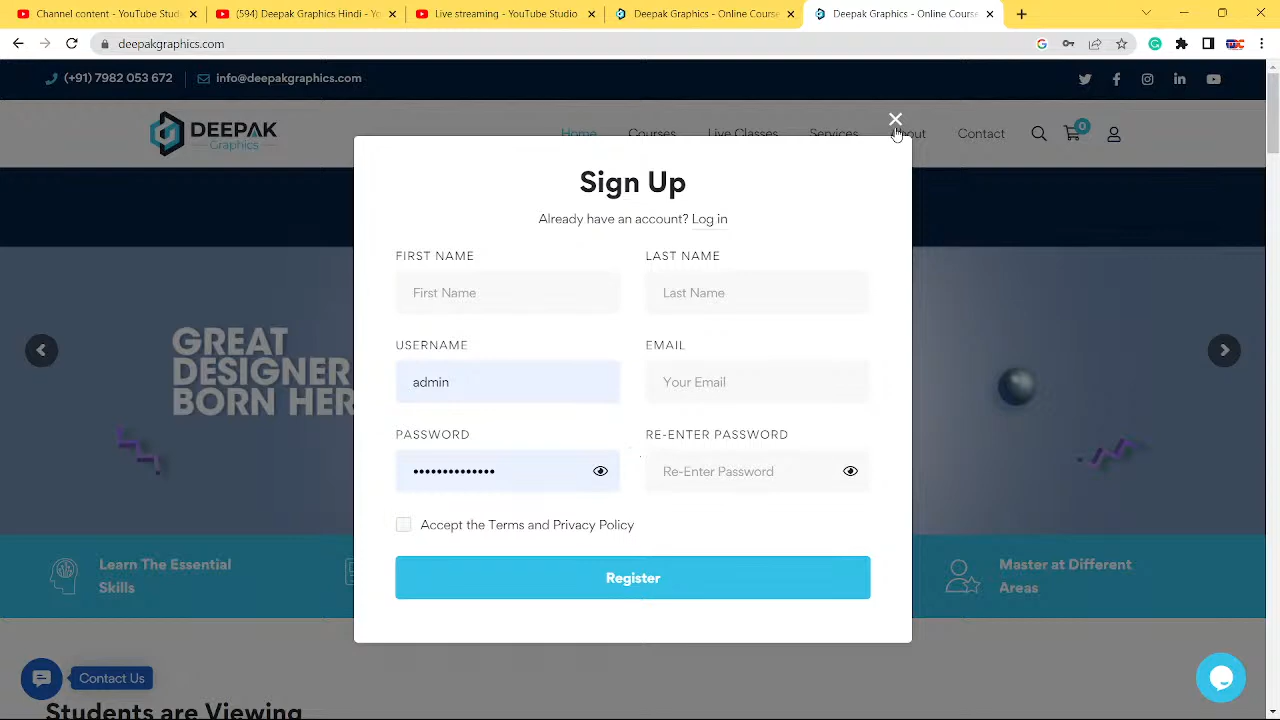 Channel content - YouTube Stud
(594) Deepak Graphics Hindi - Yo
Live streaming - YouTube Studio
Deepak Graphics - Online Course
Deepak Graphics - Online Course
deepakgraphics.com
(+91) 7982 053 672
info@deepakgraphics.com
DEEPAK
Graphics
Home
Courses
Live Classes
Services
About
Contact
0
Sign Up
Already have an account? Log in
FIRST NAME
LAST NAME
First Name
Last Name
USERNAME
EMAIL
admin
Your Email
PASSWORD
RE-ENTER PASSWORD
••••••••••••••
Re-Enter Password
Accept the Terms and Privacy Policy
Register
GREAT
DESIGNER
BORN HER
Learn The Essential
Skills
Master at Different
Areas
Contact Us
Students are Viewing